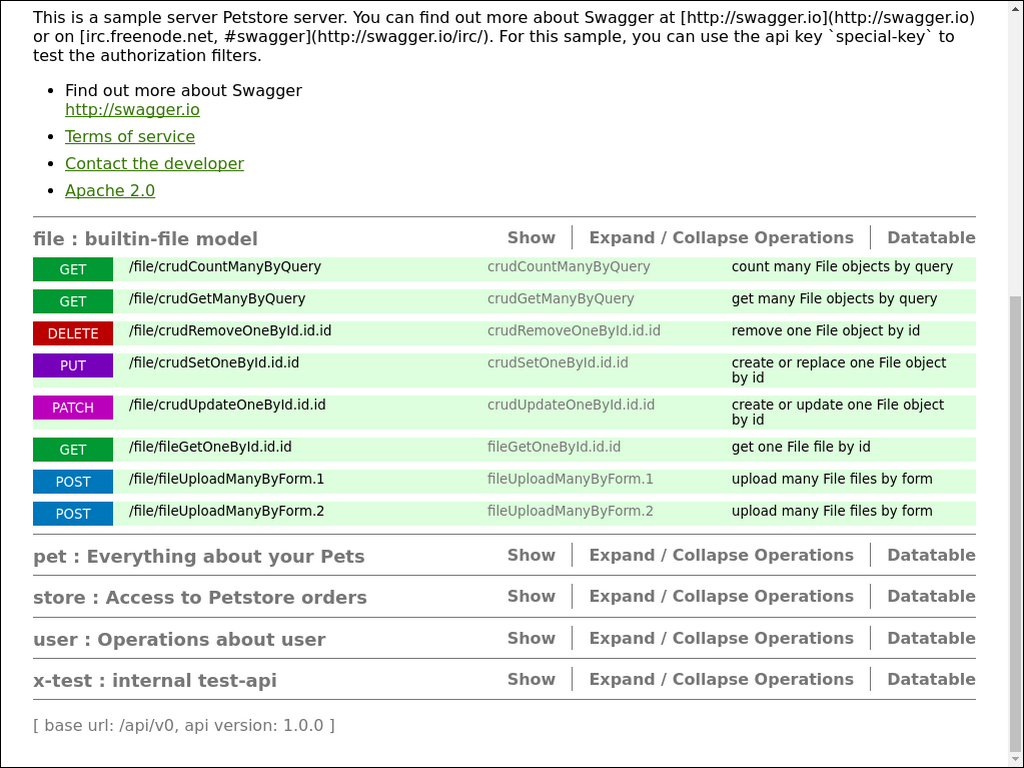 This is a sample server Petstore server. You can find out more about Swagger at [http://swagger.io](http://swagger.io)
or on [irc.freenode.net, #swagger](http://swagger.io/irc/). For this sample, you can use the api key `special-key` to
test the authorization filters.
• Find out more about Swagger
http://swagger.io
• Terms of service
• Contact the developer
• Apache 2.0
file : builtin-file model Show Expand / Collapse Operations Datatable
GET /file/crudCountManyByQuery crudCountManyByQuery count many File objects by query
GET /file/crudGetManyByQuery crudGetManyByQuery get many File objects by query
DELETE /file/crudRemoveOneById.id.id crudRemoveOneById.id.id remove one File object by id
PUT /file/crudSetOneById.id.id crudSetOneById.id.id create or replace one File object
by id
PATCH /file/crudUpdateOneById.id.id crudUpdateOneById.id.id create or update one File object
by id
GET /file/fileGetOneById.id.id fileGetOneById.id.id get one File file by id
POST /file/fileUploadManyByForm.1 fileUploadManyByForm.1 upload many File files by form
POST /file/fileUploadManyByForm.2 fileUploadManyByForm.2 upload many File files by form
pet : Everything about your Pets Show Expand / Collapse Operations Datatable
store : Access to Petstore orders Show Expand / Collapse Operations Datatable
user : Operations about user Show Expand / Collapse Operations Datatable
x-test : internal test-api Show Expand / Collapse Operations Datatable
[ base url: /api/v0, api version: 1.0.0 ]